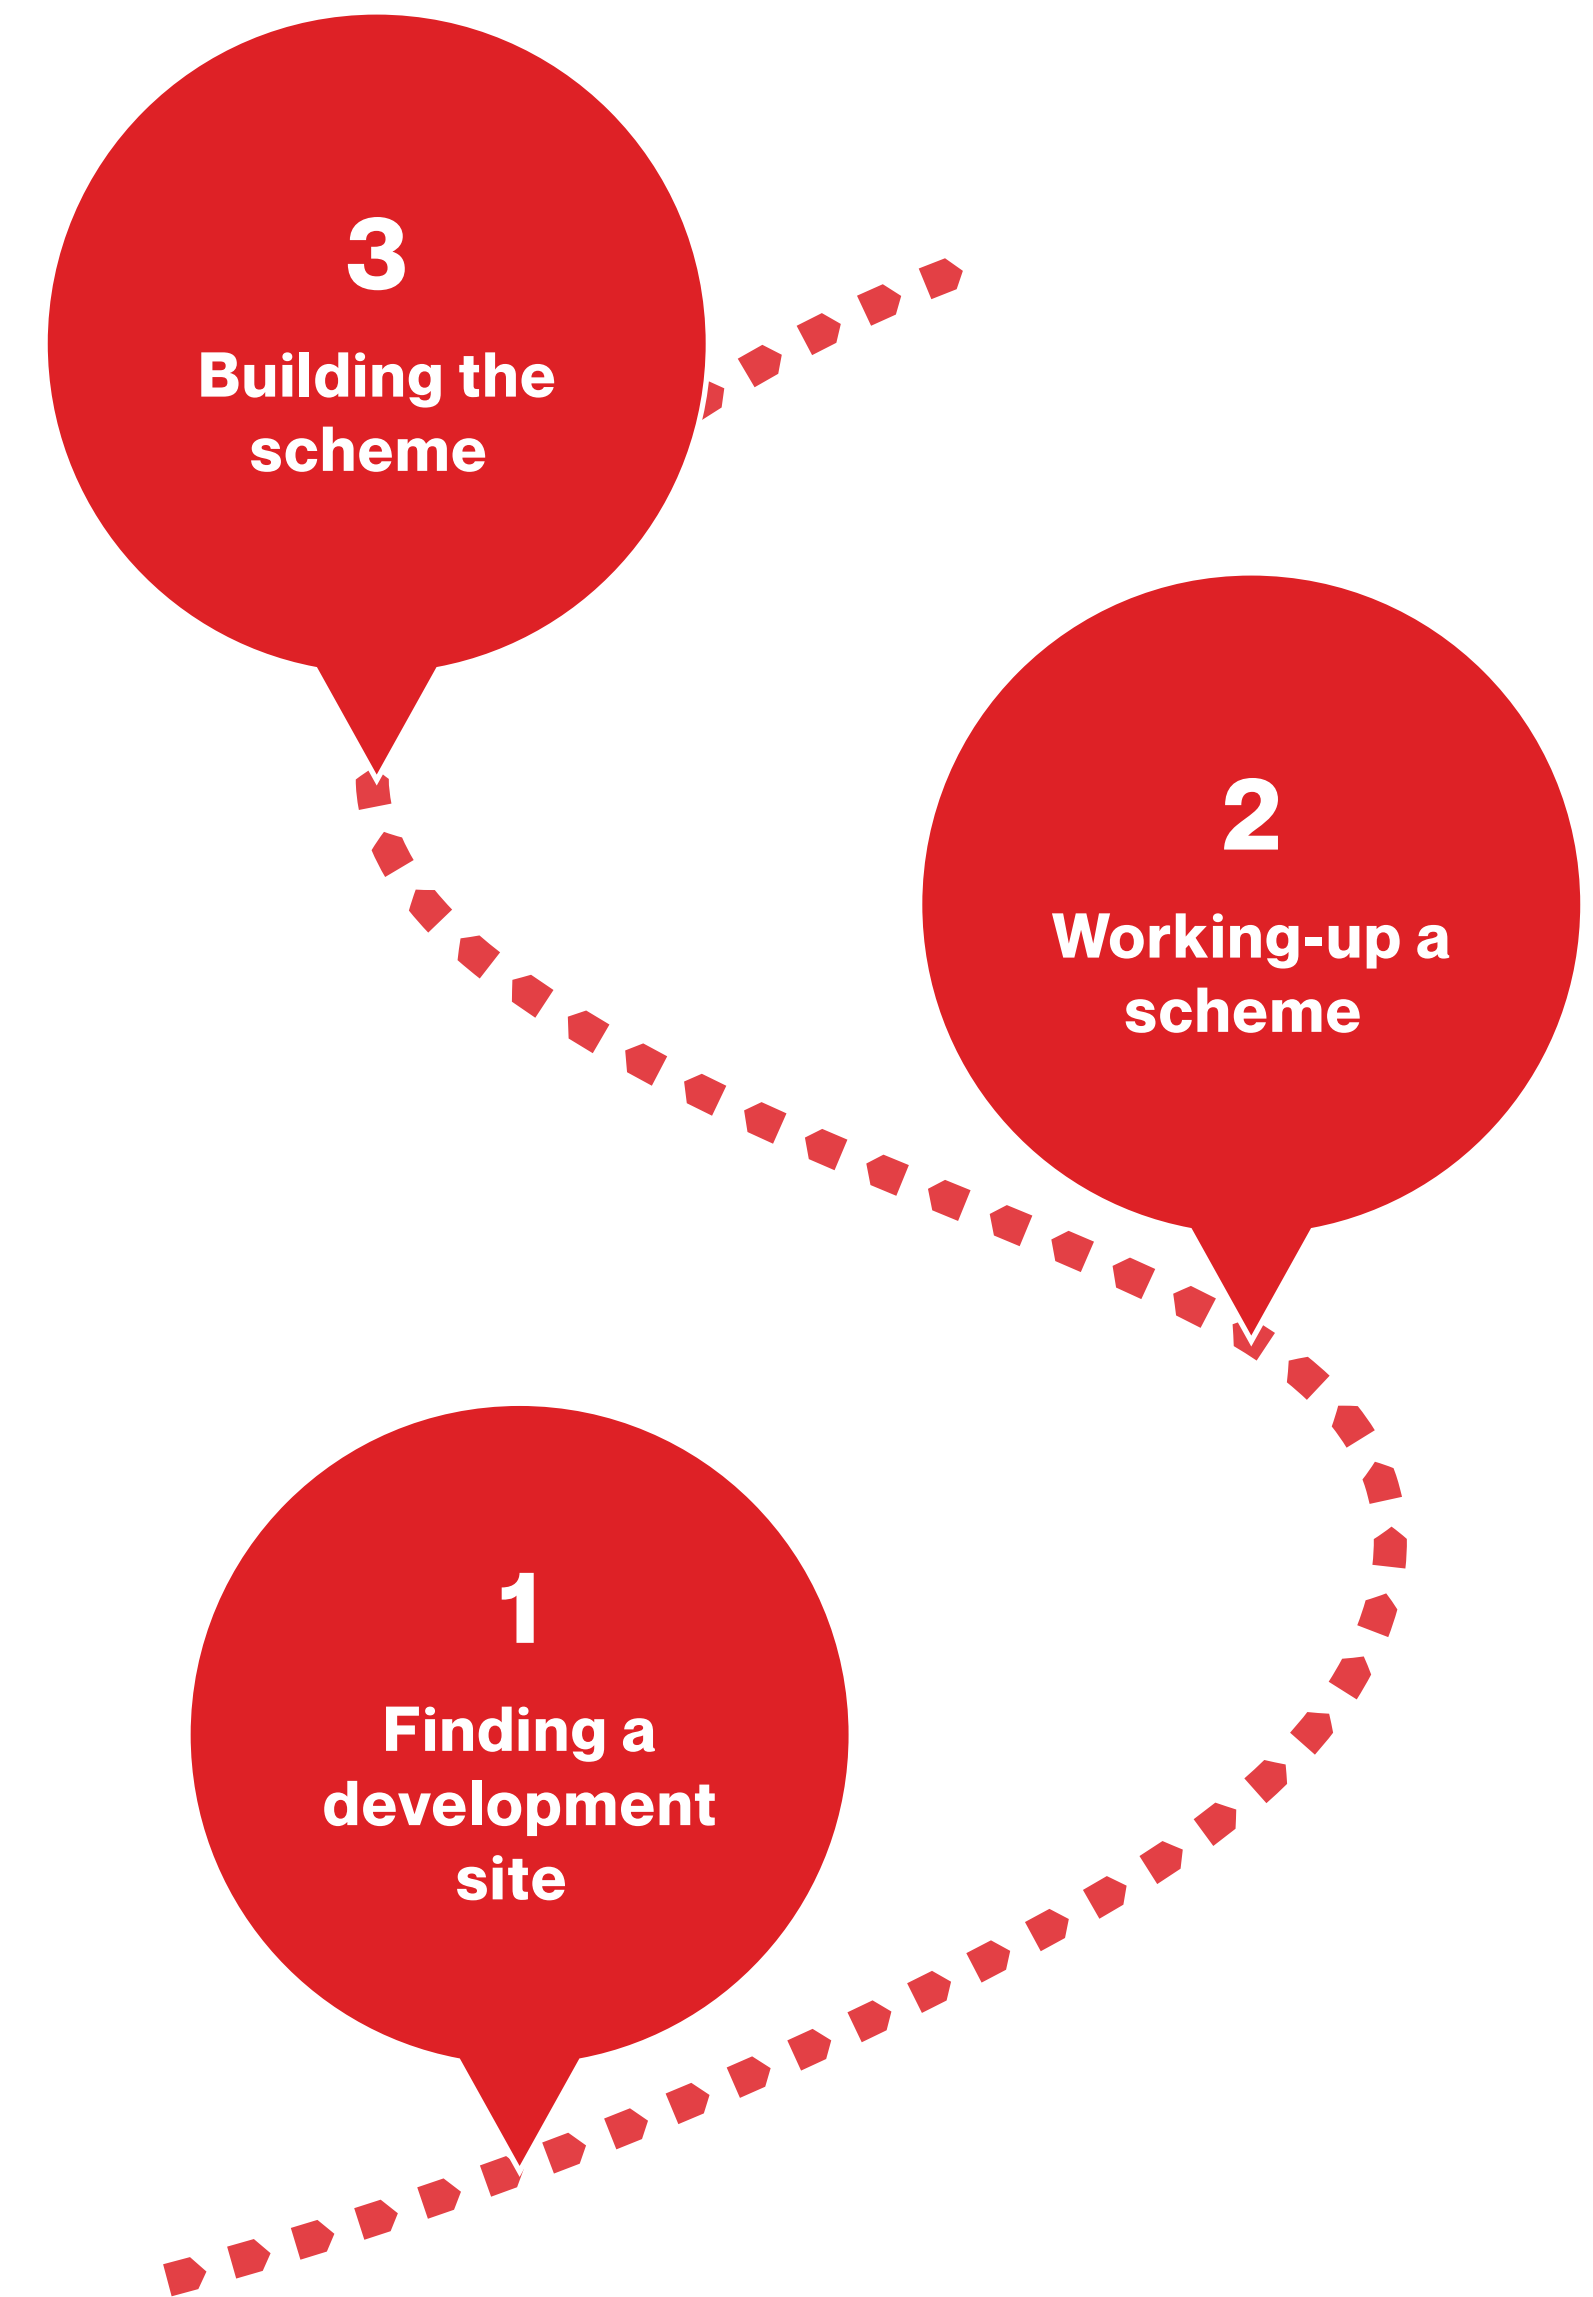 3
Building the
scheme
2
Working-up a
scheme
1
Finding a
development
site